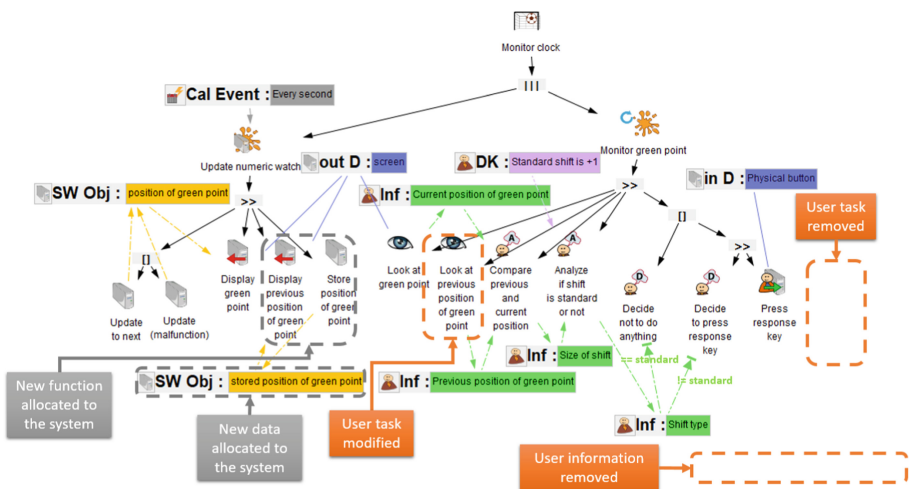 Monitor clock
|||
Cal Event : Every second
Monitor green point
Update numeric watch
out D : screen
DK : Standard shift is +1
in D : Physical button
SW Obj : position of green point
Inf : Current position of green point
>>
>>
User task
removed
[]
[]
>>
Display
green
point
Display
previous
position
of green
point
Store
position
of green
point
Look at
green point
Look at
previous
position
of green
point
Compare
previous
and
current
position
Analyze
if shift
is standard
or not
Decide
not to do
anything
Decide
to press
response
key
Press
response
key
Update
to next
Update
(malfunction)
Inf : Size of shift
== standard
!= standard
New function
allocated to
the system
SW Obj : stored position of green point
Inf : Previous position of green point
Inf : Shift type
New data
allocated to
the system
User task
modified
User information
removed
A
A
D
D